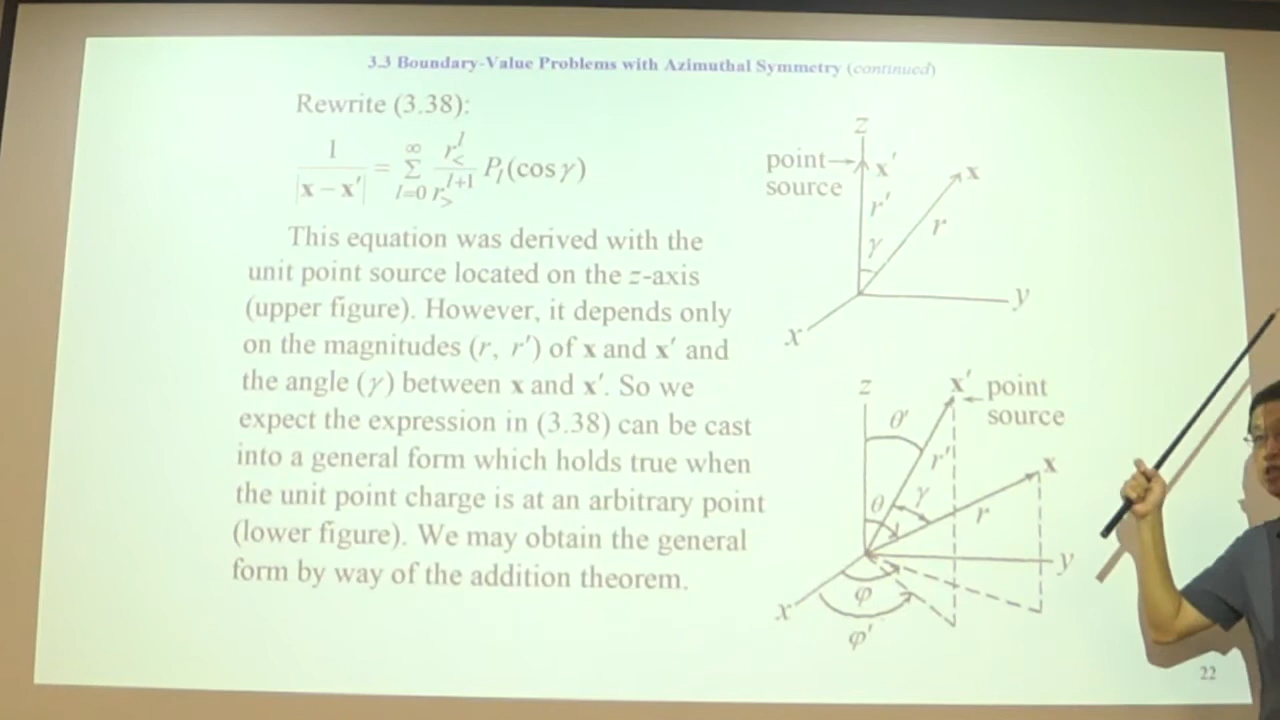 3.3 Boundary-Value Problems with Azimuthal Symmetry (continued)
Rewrite (3.38):
1/|x − x′| = Σ_{l=0}^{∞} r_<^l / r_>^{l+1} P_l(cos γ)
This equation was derived with the
unit point source located on the z-axis
(upper figure). However, it depends only
on the magnitudes (r, r′) of x and x′ and
the angle (γ) between x and x′. So we
expect the expression in (3.38) can be cast
into a general form which holds true when
the unit point charge is at an arbitrary point
(lower figure). We may obtain the general
form by way of the addition theorem.
z
point
source
x′
x
r′
r
γ
y
x
z
x′
point
source
θ′
r′
x
θ
γ
r
y
x
φ
φ′
22